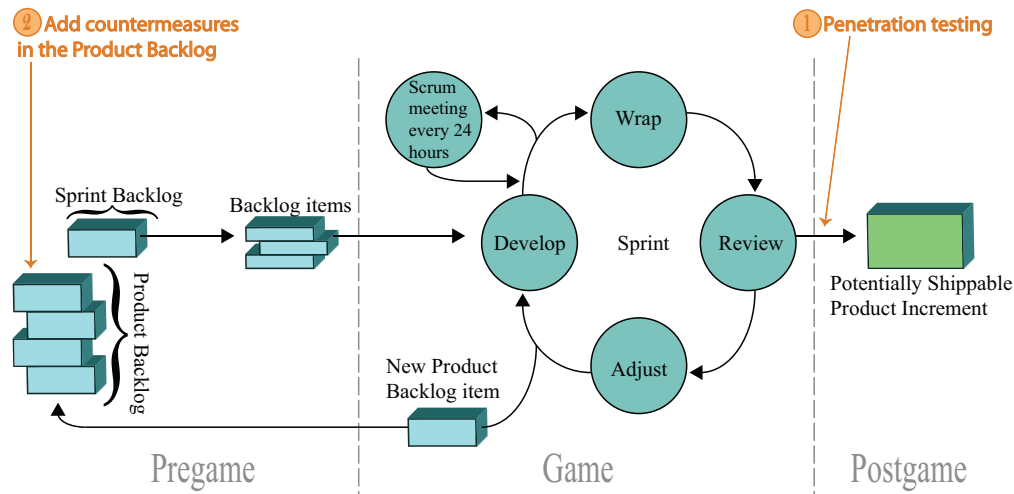 2 Add countermeasures
in the Product Backlog
1 Penetration testing
Scrum
meeting
every 24
hours
Wrap
Sprint Backlog
Backlog items
Develop
Sprint
Review
Product Backlog
Potentially Shippable
Product Increment
New Product
Backlog item
Adjust
Pregame
Game
Postgame